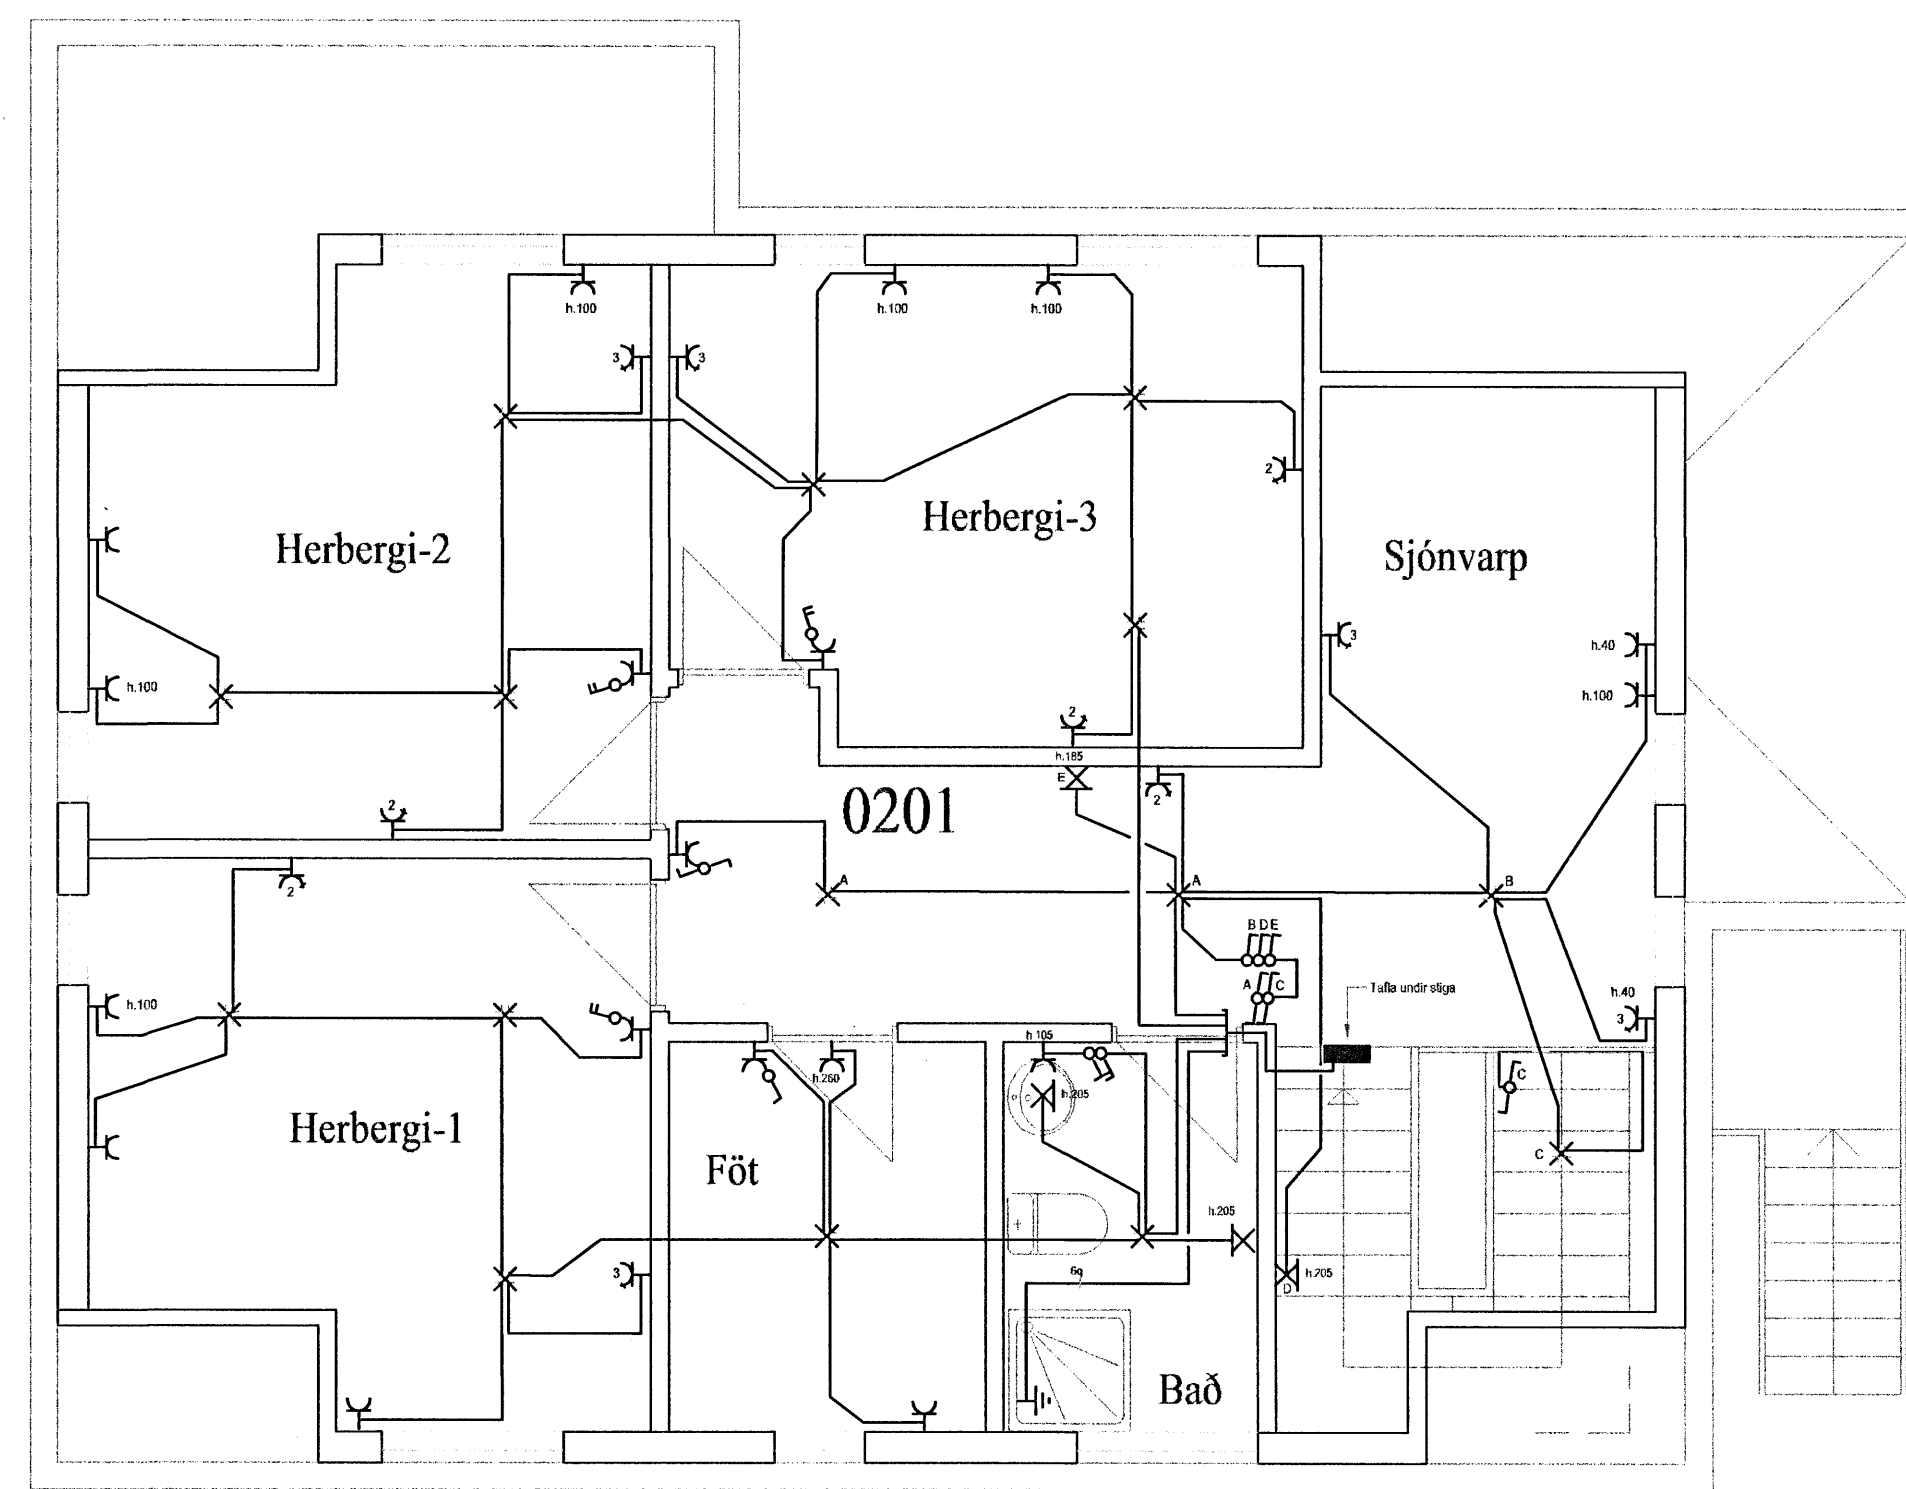 h.100
h.100
h.100
3
3
2
Herbergi-2
Herbergi-3
Sjónvarp
F
3
h.40
h.100
F
h.100
2
h.185
E
2
2
0201
2
A
A
B
B D E
A
C
Tafla undir stiga
h.100
F
h.40
3
h.105
h.260
h.205
C
Herbergi-1
Föt
C
h.205
3
6q
h.205
D
Bað